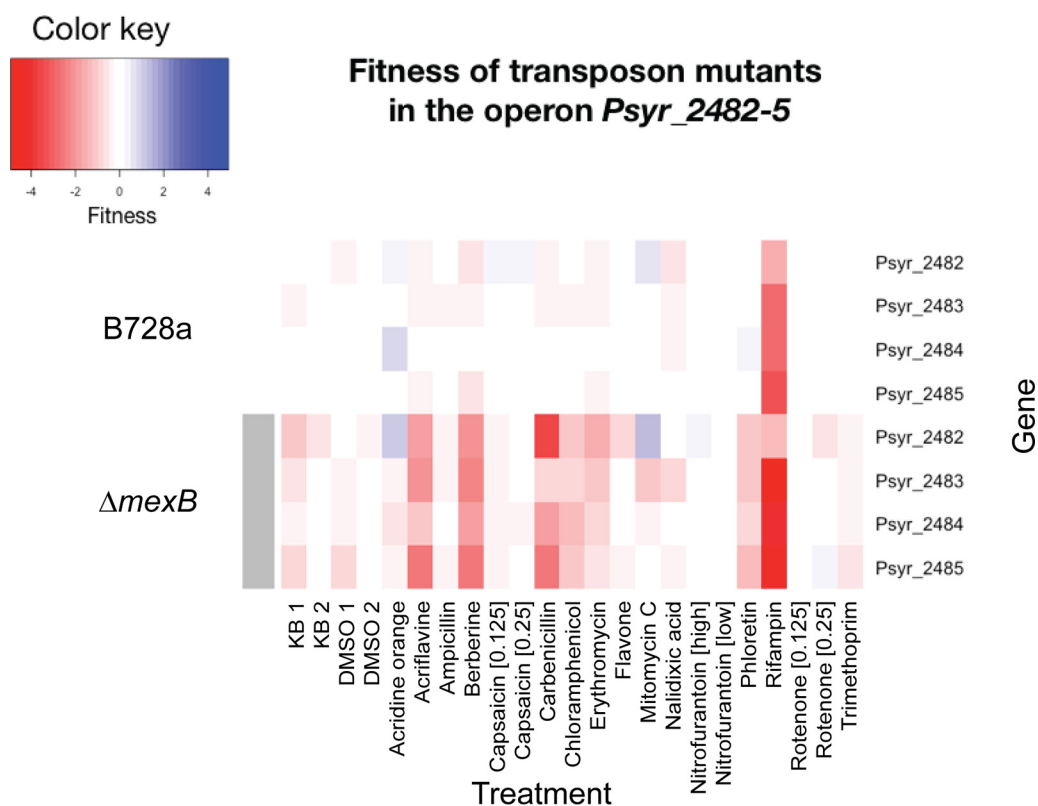 Color key
-4 -2 0 2 4
Fitness
Fitness of transposon mutants
in the operon Psyr_2482-5
B728a
ΔmexB
Psyr_2482
Psyr_2483
Psyr_2484
Psyr_2485
Psyr_2482
Psyr_2483
Psyr_2484
Psyr_2485
Gene
KB 1
KB 2
DMSO 1
DMSO 2
Acridine orange
Acriflavine
Ampicillin
Berberine
Capsaicin [0.125]
Capsaicin [0.25]
Carbenicillin
Chloramphenicol
Erythromycin
Flavone
Mitomycin C
Nalidixic acid
Nitrofurantoin [high]
Nitrofurantoin [low]
Phloretin
Rifampin
Rotenone [0.125]
Rotenone [0.25]
Trimethoprim
Treatment